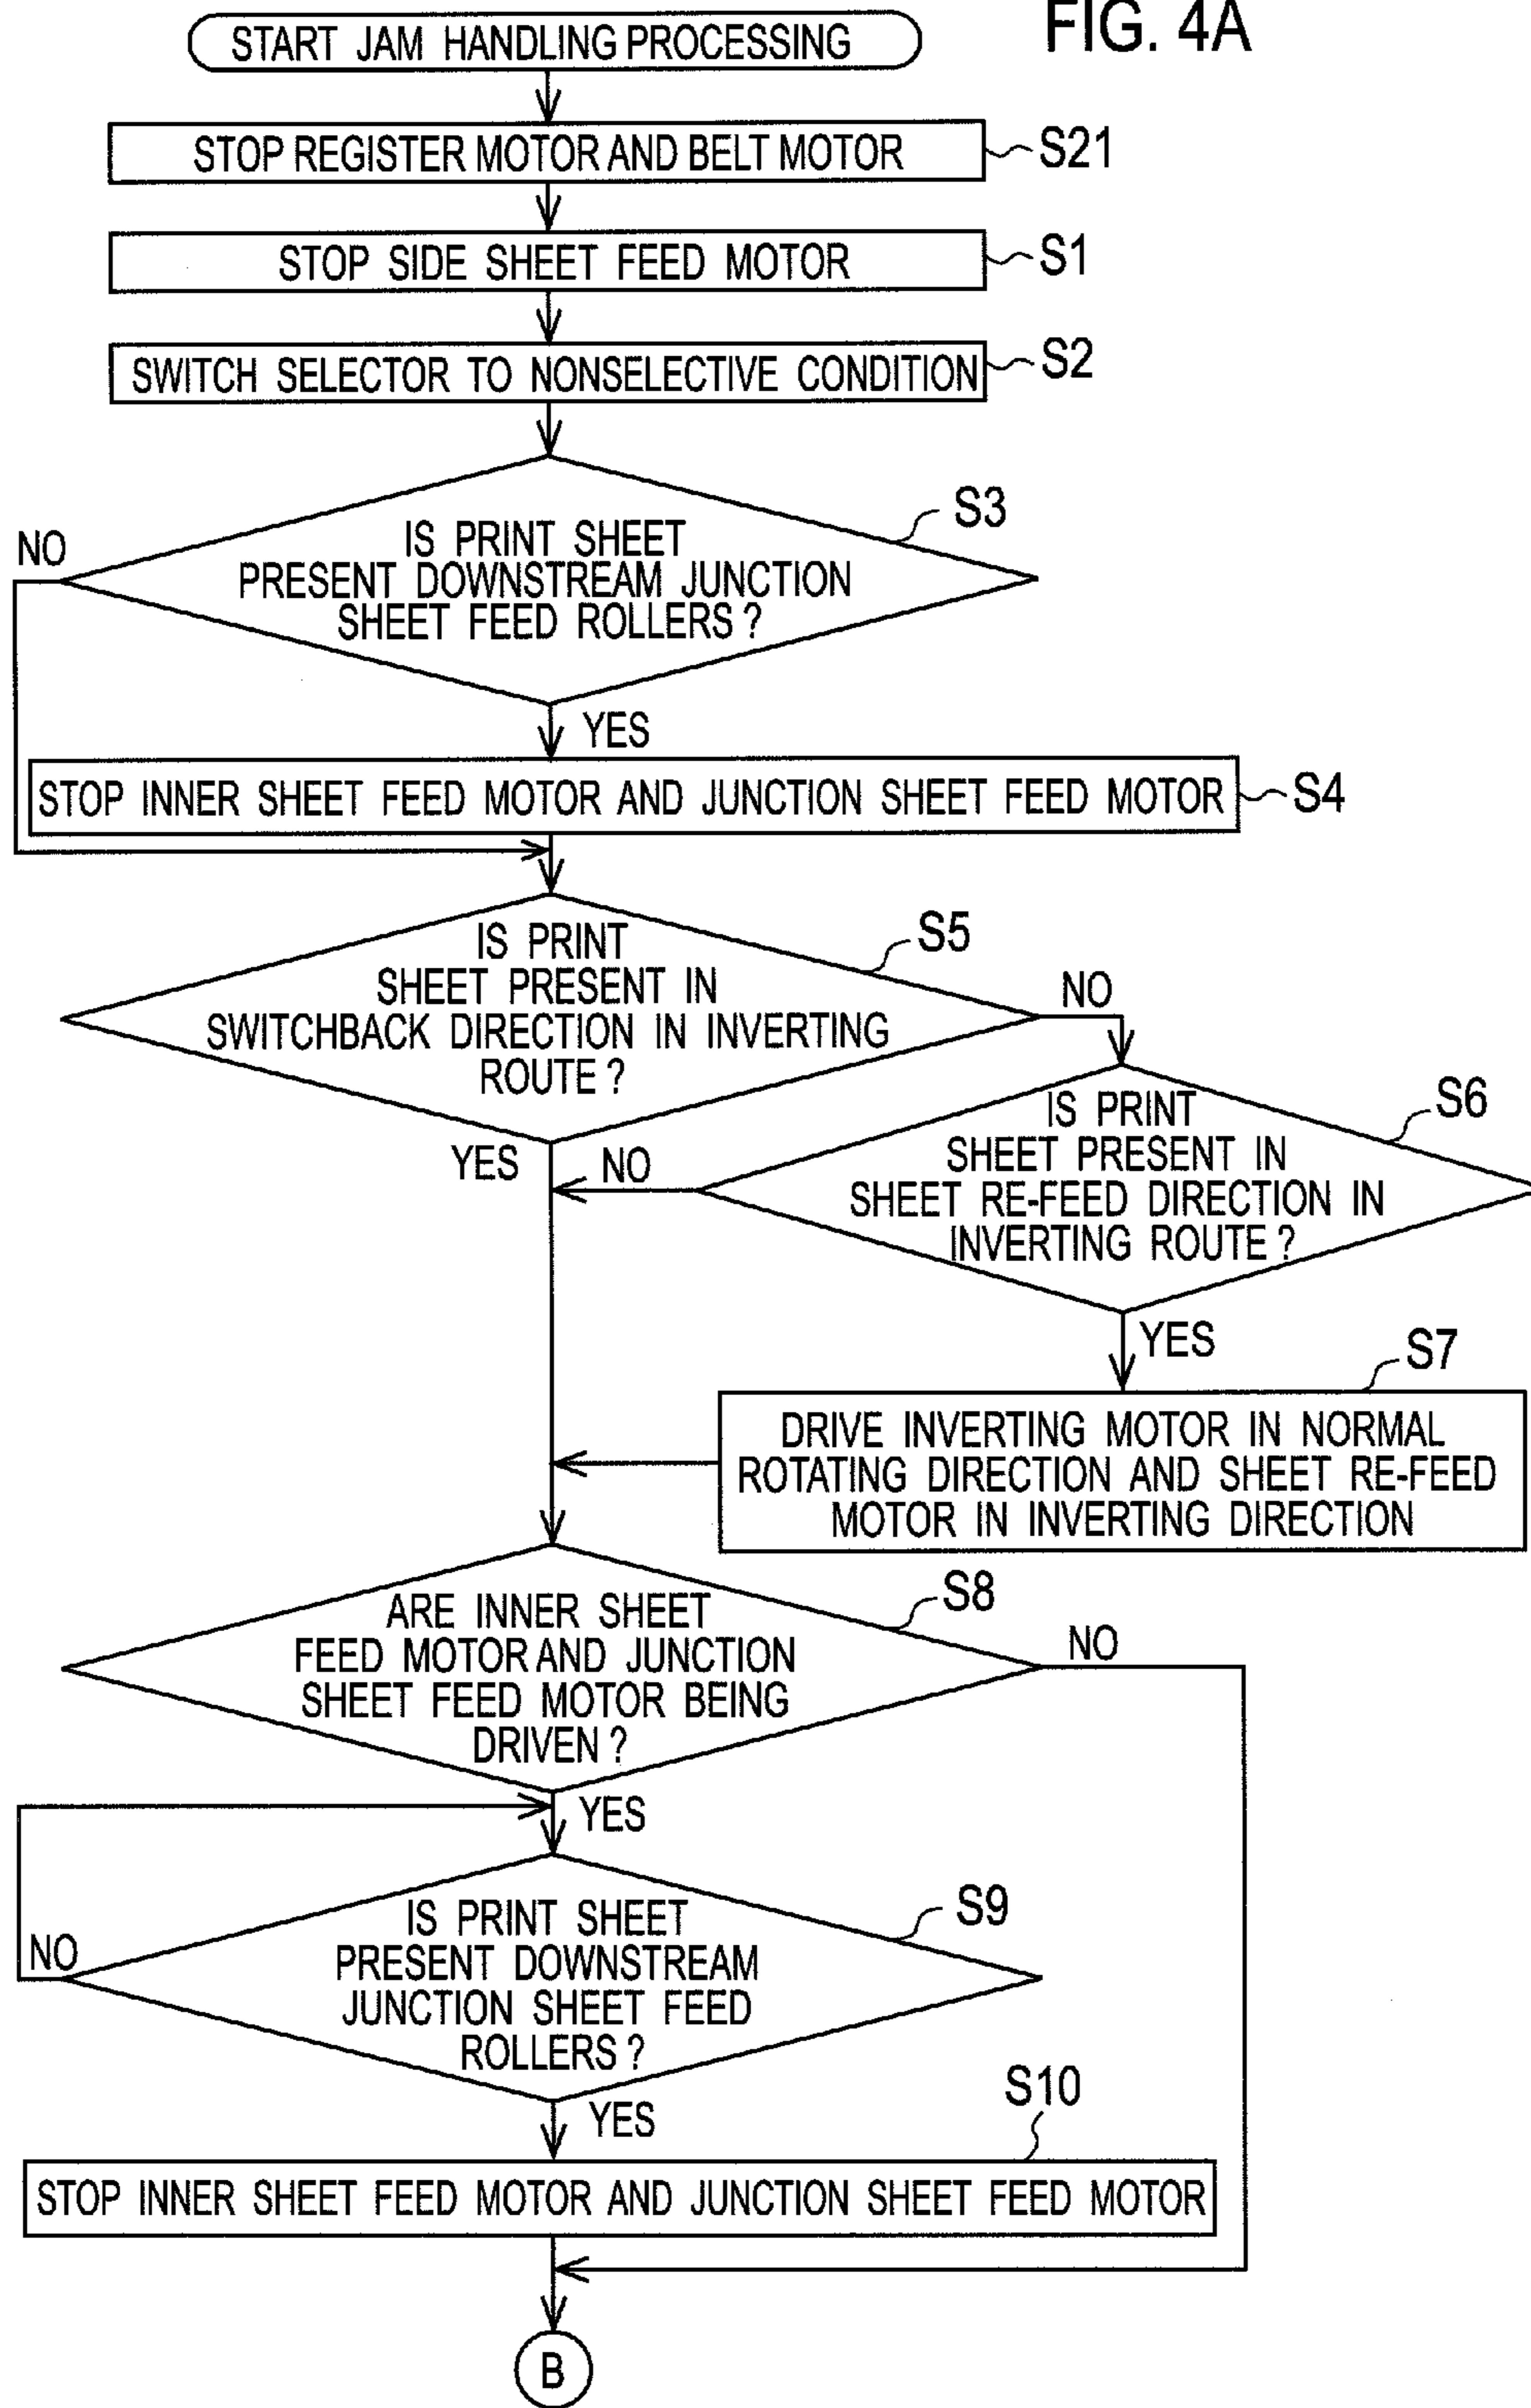 FIG. 4A
START JAM HANDLING PROCESSING
STOP REGISTER MOTOR AND BELT MOTOR
S21
STOP SIDE SHEET FEED MOTOR
S1
SWITCH SELECTOR TO NONSELECTIVE CONDITION
S2
S3
IS PRINT SHEET
PRESENT DOWNSTREAM JUNCTION
SHEET FEED ROLLERS?
NO
YES
STOP INNER SHEET FEED MOTOR AND JUNCTION SHEET FEED MOTOR
S4
S5
IS PRINT
SHEET PRESENT IN
SWITCHBACK DIRECTION IN INVERTING
ROUTE?
NO
YES
S6
IS PRINT
SHEET PRESENT IN
SHEET RE-FEED DIRECTION IN
INVERTING ROUTE?
NO
YES
S7
DRIVE INVERTING MOTOR IN NORMAL
ROTATING DIRECTION AND SHEET RE-FEED
MOTOR IN INVERTING DIRECTION
S8
ARE INNER SHEET
FEED MOTOR AND JUNCTION
SHEET FEED MOTOR BEING
DRIVEN?
NO
YES
S9
IS PRINT SHEET
PRESENT DOWNSTREAM
JUNCTION SHEET FEED
ROLLERS?
NO
YES
S10
STOP INNER SHEET FEED MOTOR AND JUNCTION SHEET FEED MOTOR
B